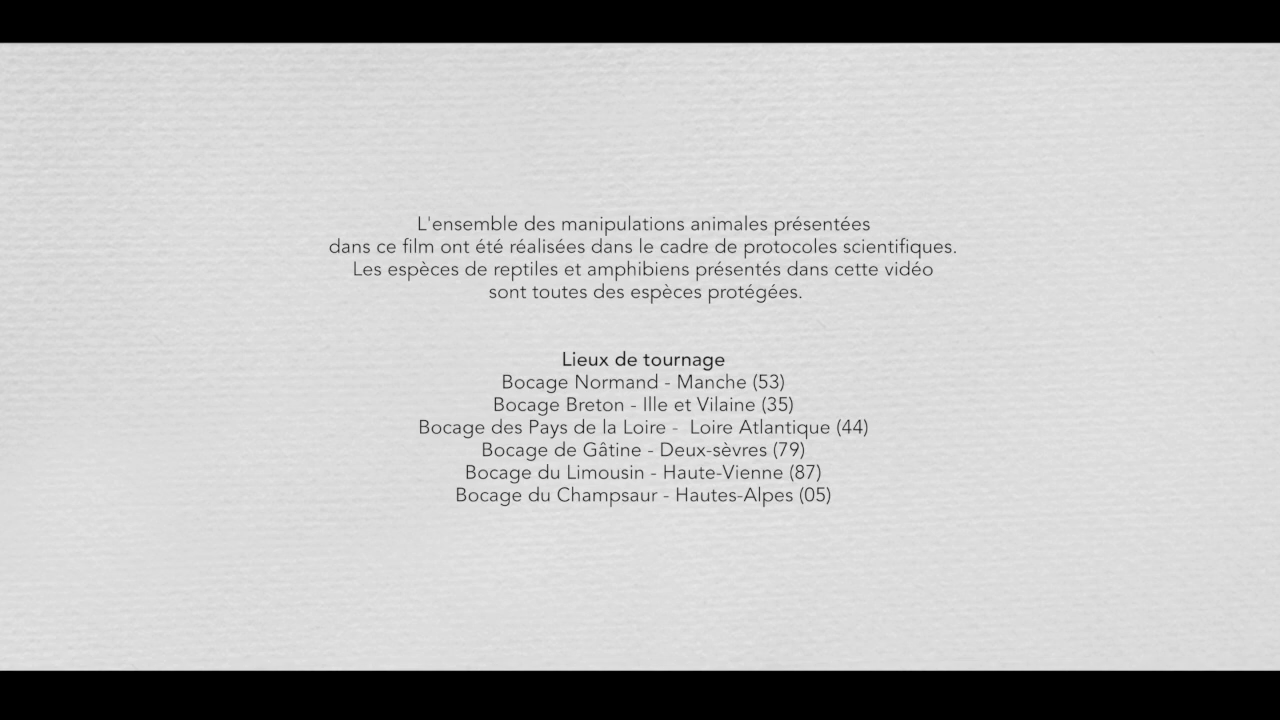 L'ensemble des manipulations animales présentées
dans ce film ont été réalisées dans le cadre de protocoles scientifiques.
Les espèces de reptiles et amphibiens présentés dans cette vidéo
sont toutes des espèces protégées.
Lieux de tournage
Bocage Normand - Manche (53)
Bocage Breton - Ille et Vilaine (35)
Bocage des Pays de la Loire -  Loire Atlantique (44)
Bocage de Gâtine - Deux-sèvres (79)
Bocage du Limousin - Haute-Vienne (87)
Bocage du Champsaur - Hautes-Alpes (05)